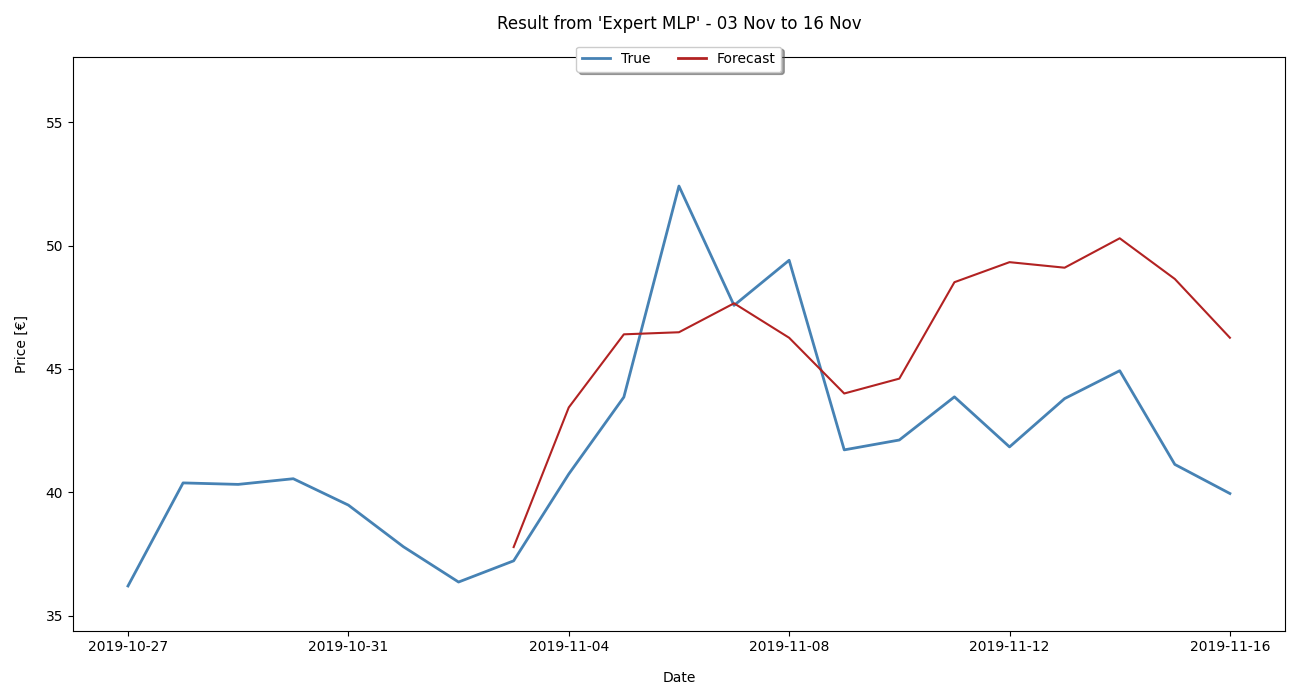 Result from 'Expert MLP' - 03 Nov to 16 Nov
True Forecast
Price [€]
55
50
45
40
35
2019-10-27 2019-10-31 2019-11-04 2019-11-08 2019-11-12 2019-11-16
Date